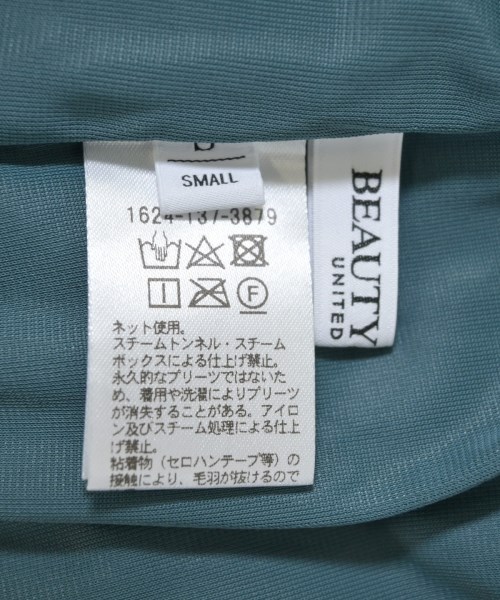 SMALL
1624-137-3879
F
ネット使用。
スチームトンネル・スチーム
ボックスによる仕上げ禁止。
永久的なプリーツではないた
め、着用や洗濯によりプリーツ
が消失することがある。アイロ
ン及びスチーム処理による仕上
げ禁止。
粘着物（セロハンテープ等）の
接触により、毛羽が抜けるので
BEAUTY
UNITED